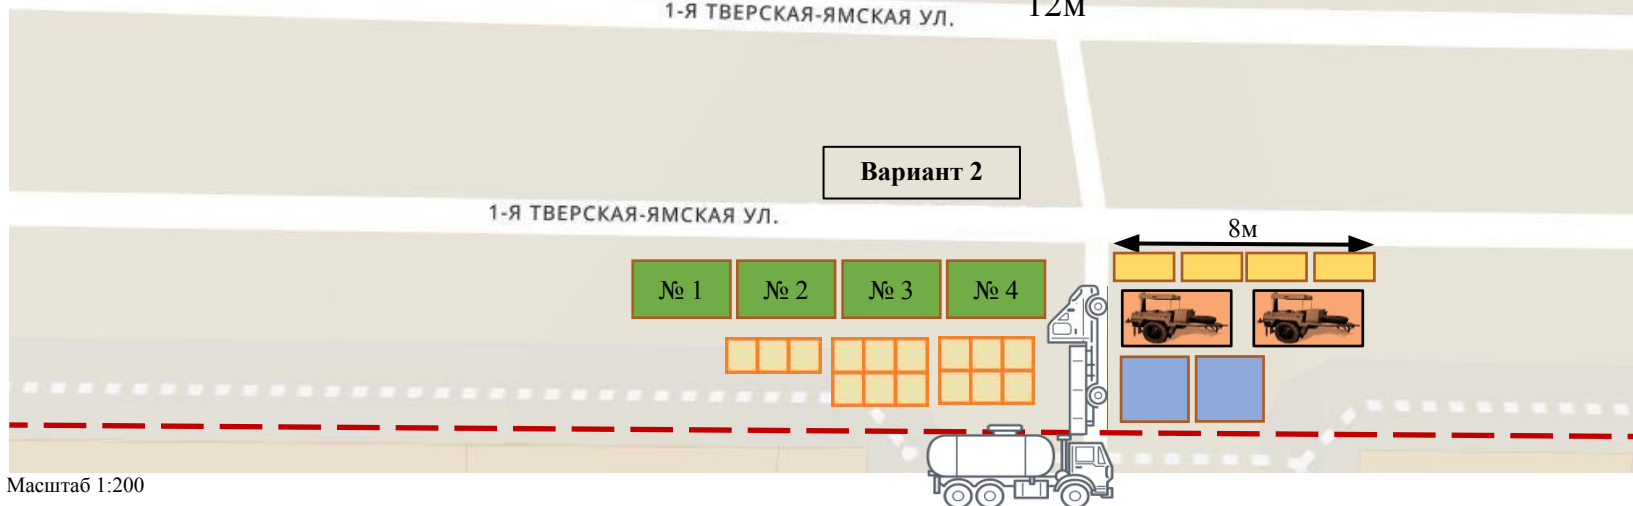 1-Я ТВЕРСКАЯ-ЯМСКАЯ УЛ.
12м
Вариант 2
1-Я ТВЕРСКАЯ-ЯМСКАЯ УЛ.
8м
№ 1
№ 2
№ 3
№ 4
Масштаб 1:200